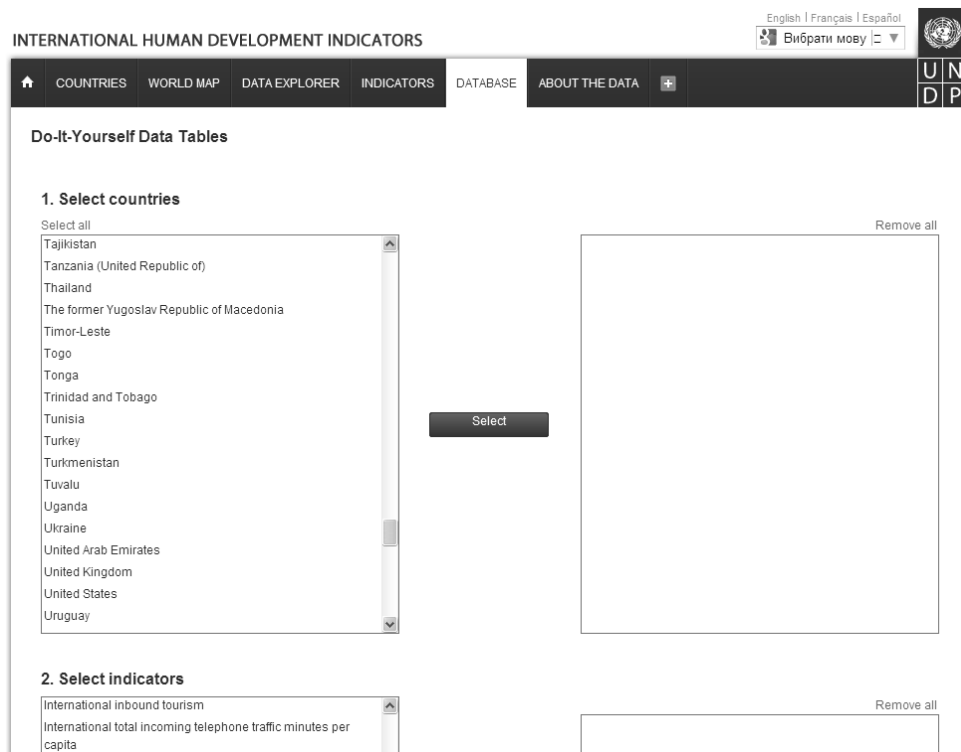 English | Français | Español
INTERNATIONAL HUMAN DEVELOPMENT INDICATORS
Вибрати мову
COUNTRIES WORLD MAP DATA EXPLORER INDICATORS DATABASE ABOUT THE DATA
U N
D P
Do-It-Yourself Data Tables
1. Select countries
Select all
Remove all
Tajikistan
Tanzania (United Republic of)
Thailand
The former Yugoslav Republic of Macedonia
Timor-Leste
Togo
Tonga
Trinidad and Tobago
Tunisia
Turkey
Turkmenistan
Tuvalu
Uganda
Ukraine
United Arab Emirates
United Kingdom
United States
Uruguay
Select
2. Select indicators
Remove all
International inbound tourism
International total incoming telephone traffic minutes per
capita